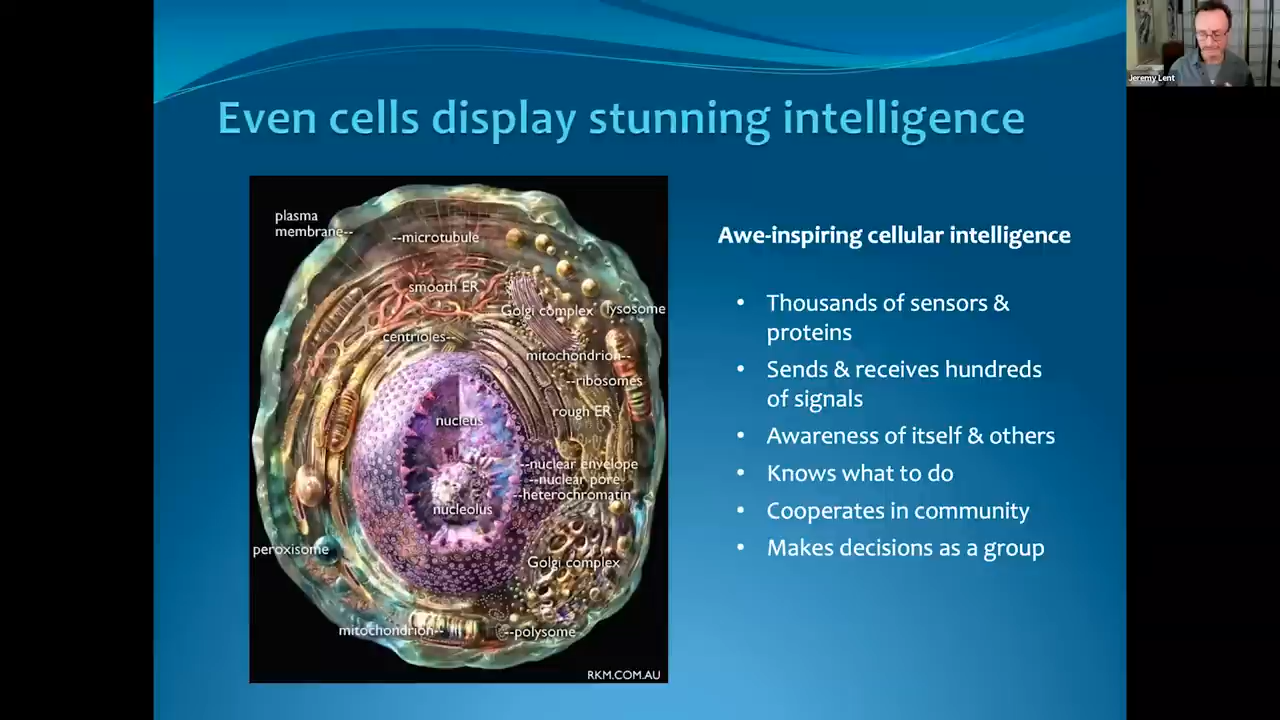 Jeremy Lent
Even cells display stunning intelligence
plasma
membrane--
--microtubule
smooth ER
Golgi complex
lysosome
centrioles--
mitochondrion--
--ribosomes
rough ER
nucleus
--nuclear envelope
--nuclear pore
--heterochromatin
nucleolus
peroxisome
Golgi complex
mitochondrion--
--polysome
RKM.COM.AU
Awe-inspiring cellular intelligence
• Thousands of sensors &
proteins
• Sends & receives hundreds
of signals
• Awareness of itself & others
• Knows what to do
• Cooperates in community
• Makes decisions as a group